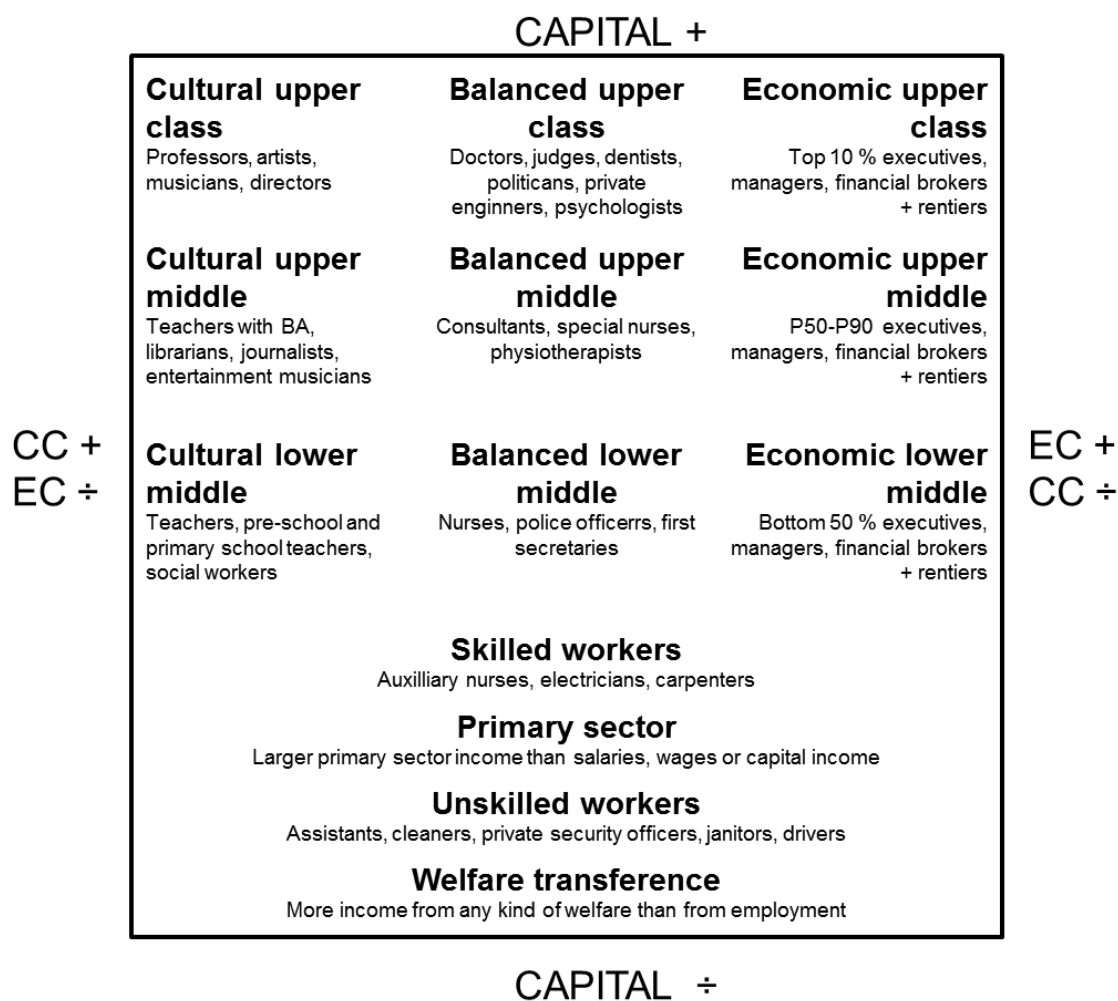 CAPITAL +
Cultural upper
class
Professors, artists,
musicians, directors
Balanced upper
class
Doctors, judges, dentists,
politicans, private
enginners, psychologists
Economic upper
class
Top 10 % executives,
managers, financial brokers
+ rentiers
Cultural upper
middle
Teachers with BA,
librarians, journalists,
entertainment musicians
Balanced upper
middle
Consultants, special nurses,
physiotherapists
Economic upper
middle
P50-P90 executives,
managers, financial brokers
+ rentiers
CC +
EC ÷
Cultural lower
middle
Teachers, pre-school and
primary school teachers,
social workers
Balanced lower
middle
Nurses, police officerrs, first
secretaries
Economic lower
middle
Bottom 50 % executives,
managers, financial brokers
+ rentiers
EC +
CC ÷
Skilled workers
Auxilliary nurses, electricians, carpenters
Primary sector
Larger primary sector income than salaries, wages or capital income
Unskilled workers
Assistants, cleaners, private security officers, janitors, drivers
Welfare transference
More income from any kind of welfare than from employment
CAPITAL ÷